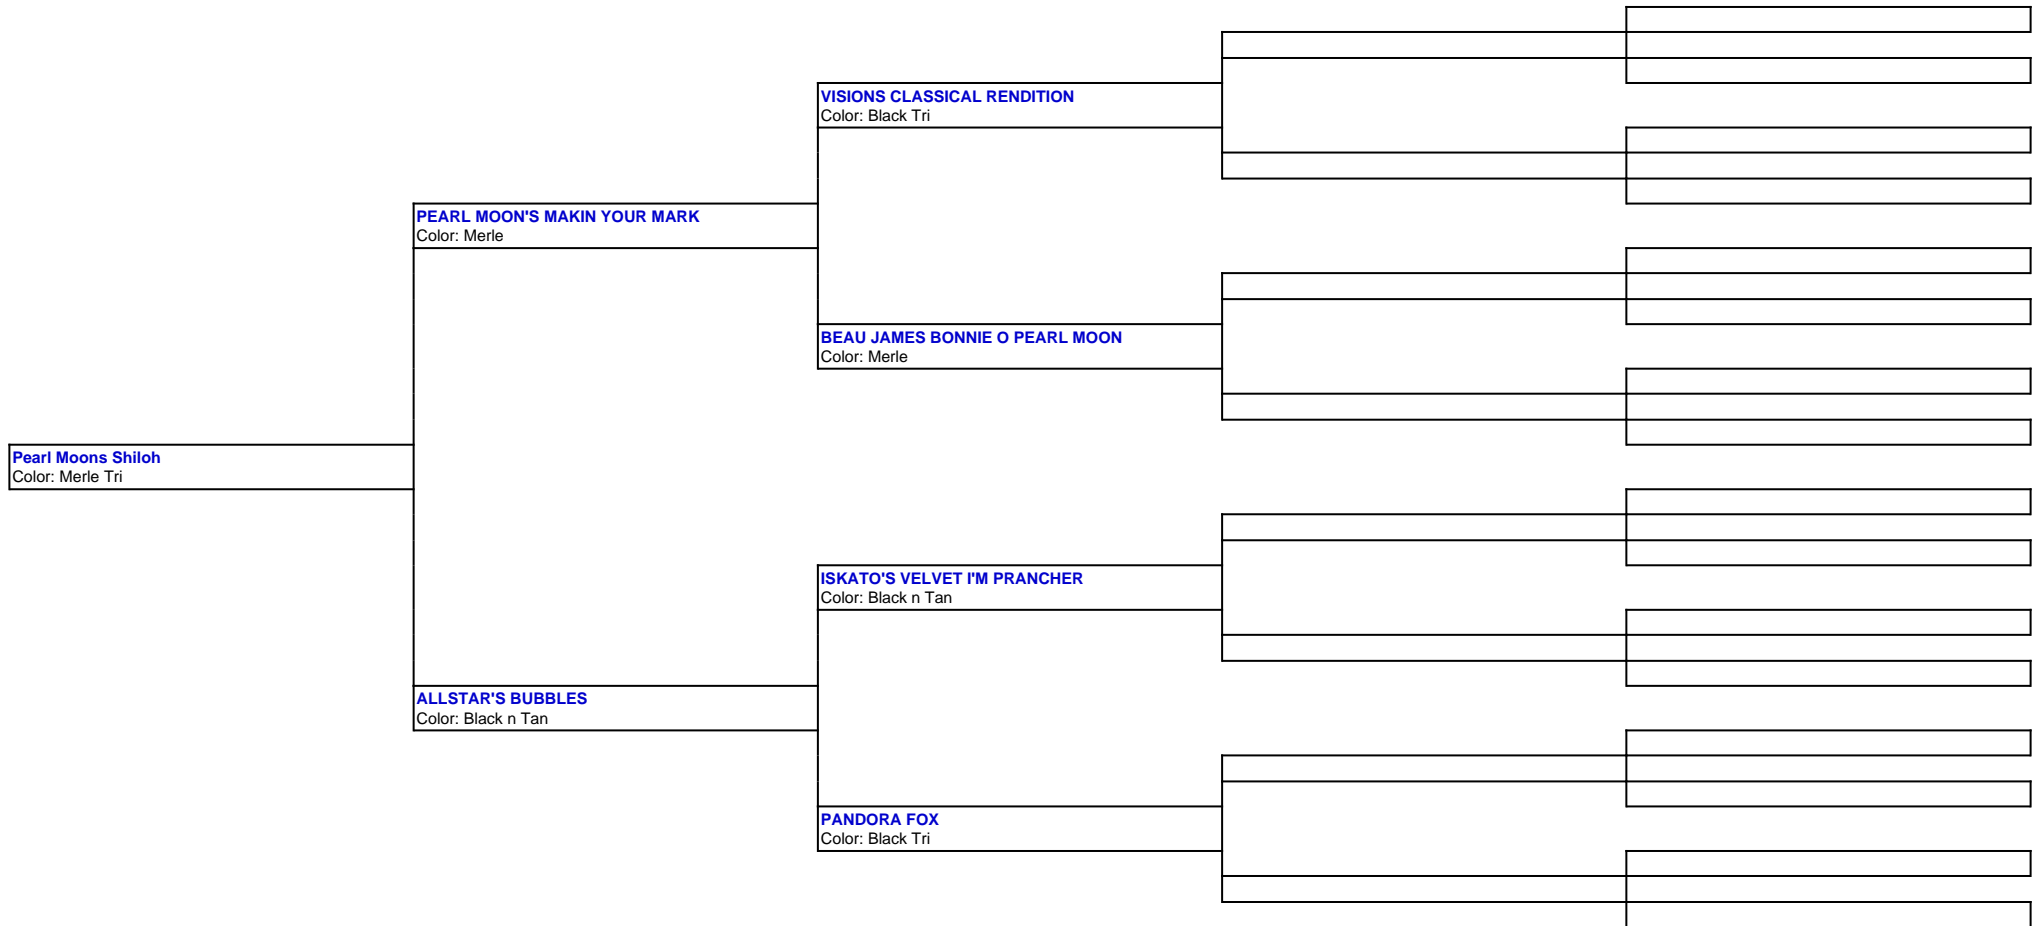 VISIONS CLASSICAL RENDITION
Color: Black Tri
PEARL MOON'S MAKIN YOUR MARK
Color: Merle
BEAU JAMES BONNIE O PEARL MOON
Color: Merle
Pearl Moons Shiloh
Color: Merle Tri
ISKATO'S VELVET I'M PRANCHER
Color: Black n Tan
ALLSTAR'S BUBBLES
Color: Black n Tan
PANDORA FOX
Color: Black Tri